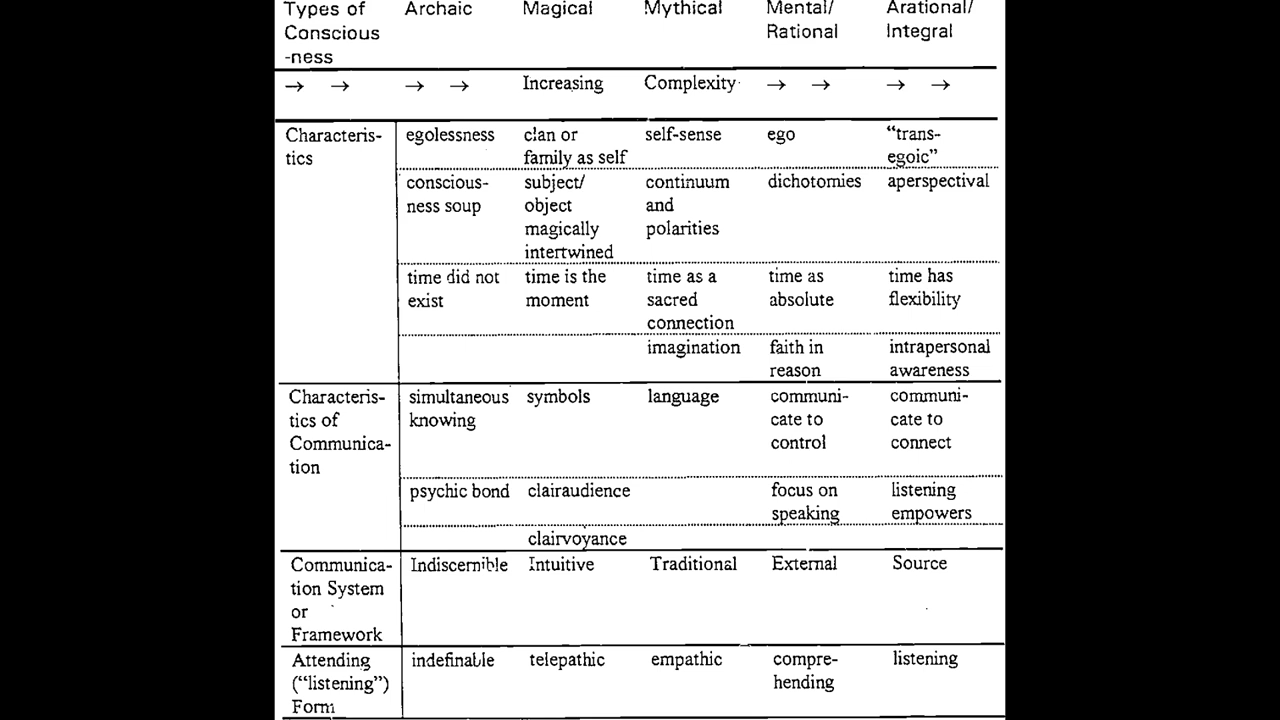 Types of Conscious-ness Archaic Magical Mythical Mental/Rational Arational/Integral
→ → → → Increasing Complexity → → → →
Characteris-
tics
egolessness
clan or
family as self
self-sense
ego
“trans-
egoic”
conscious-
ness soup
subject/
object
magically
intertwined
continuum
and
polarities
dichotomies
aperspectival
time did not
exist
time is the
moment
time as a
sacred
connection
time as
absolute
time has
flexibility
imagination
faith in
reason
intrapersonal
awareness
Characteris-
tics of
Communica-
tion
simultaneous
knowing
symbols
language
communi-
cate to
control
communi-
cate to
connect
psychic bond
clairaudience
focus on
speaking
listening
empowers
clairvoyance
Communica-
tion System
or
Framework
Indiscernible
Intuitive
Traditional
External
Source
Attending
(“listening”)
Form
indefinable
telepathic
empathic
compre-
hending
listening